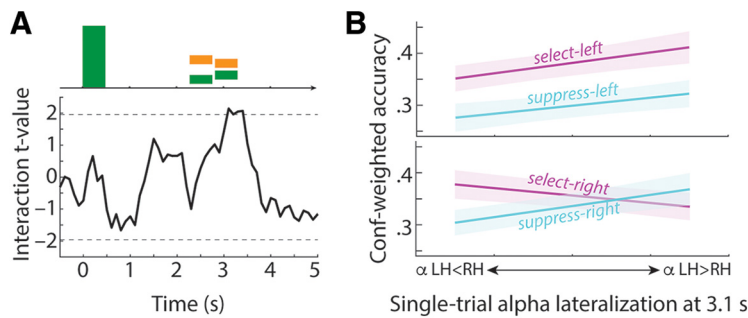 A
Interaction t-value
2
1
0
−1
−2
0
1
2
3
4
5
Time (s)
B
Conf-weighted accuracy
.4
.3
select-left
suppress-left
.4
.3
select-right
suppress-right
α LH<RH
α LH>RH
Single-trial alpha lateralization at 3.1 s